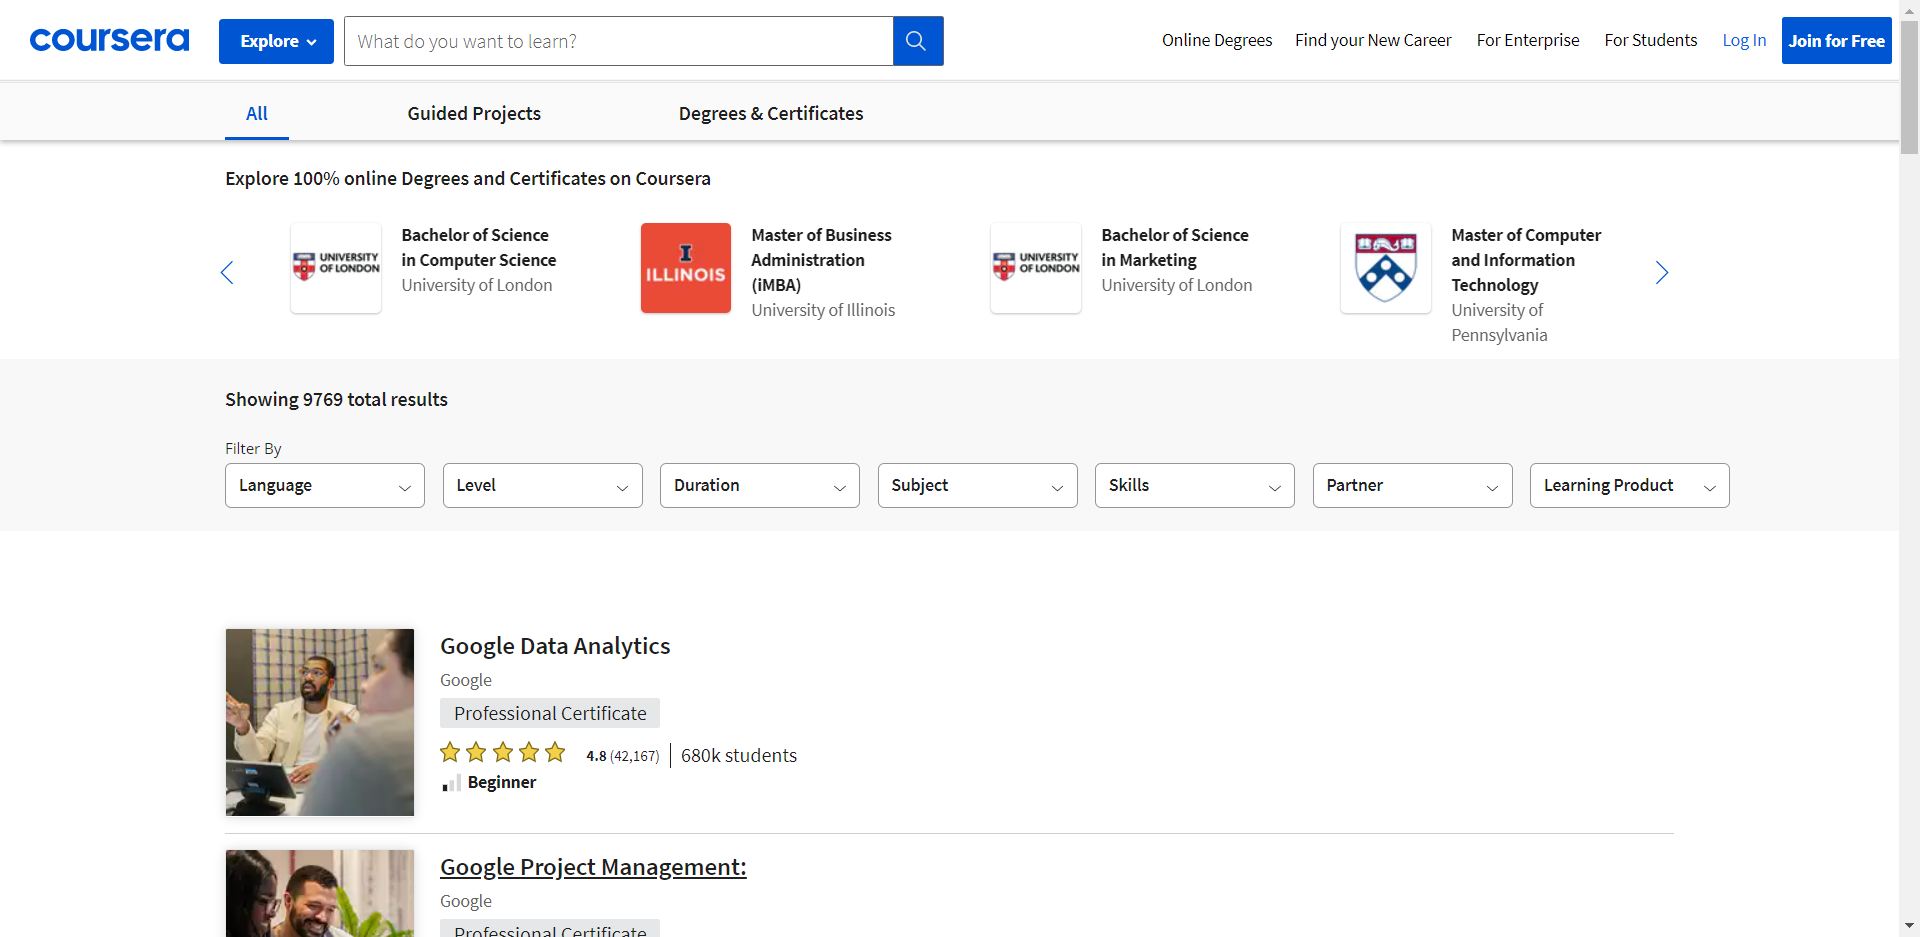 coursera
Explore
What do you want to learn?
Online Degrees
Find your New Career
For Enterprise
For Students
Log In
Join for Free
All
Guided Projects
Degrees & Certificates
Explore 100% online Degrees and Certificates on Coursera
UNIVERSITY
OF LONDON
Bachelor of Science
in Computer Science
University of London
I
ILLINOIS
Master of Business
Administration
(iMBA)
University of Illinois
UNIVERSITY
OF LONDON
Bachelor of Science
in Marketing
University of London
Master of Computer
and Information
Technology
University of
Pennsylvania
Showing 9769 total results
Filter By
Language
Level
Duration
Subject
Skills
Partner
Learning Product
Google Data Analytics
Google
Professional Certificate
4.8 (42,167)
680k students
Beginner
Google Project Management:
Google
Professional Certificate